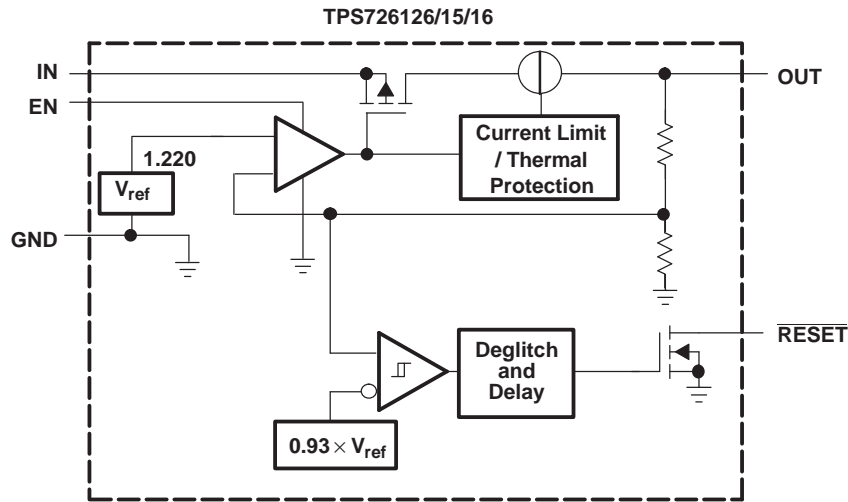 TPS726126/15/16
IN
OUT
EN
Current Limit
/ Thermal
Protection
1.220
Vref
GND
RESET
Deglitch
and
Delay
0.93 × Vref